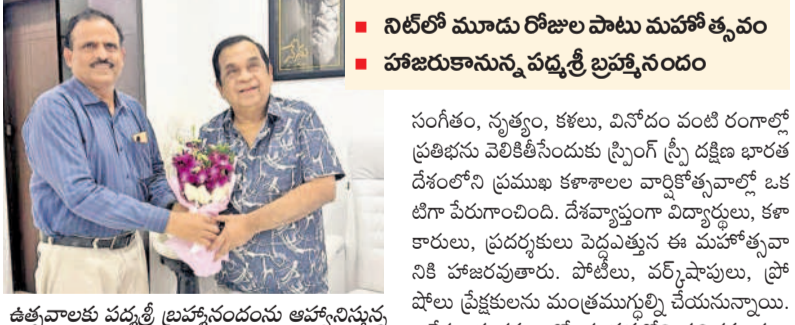 నిట్‌లో మూడు రోజుల పాటు మహోత్సవం
హాజరుకానున్న పద్మశ్రీ బ్రహ్మానందం
సంగీతం, నృత్యం, కళలు, వినోదం వంటి రంగాల్లో
ప్రతిభను వెలికితీసేందుకు స్ప్రింగ్ స్ప్రీ దక్షిణ భారత
దేశంలోని ప్రముఖ కళాశాలల వార్షికోత్సవాల్లో ఒక
టిగా పేరుగాంచింది. దేశవ్యాప్తంగా విద్యార్థులు, కళా
కారులు, ప్రదర్శకులు పెద్దఎత్తున ఈ మహోత్సవా
నికి హాజరవుతారు. పోటీలు, వర్క్‌షాపులు, ప్రో
షోలు ప్రేక్షకులను మంత్రముగ్ధుల్ని చేయనున్నాయి.
ఉత్సవాలకు పద్మశ్రీ బ్రహ్మానందంను ఆహ్వానిస్తున్న